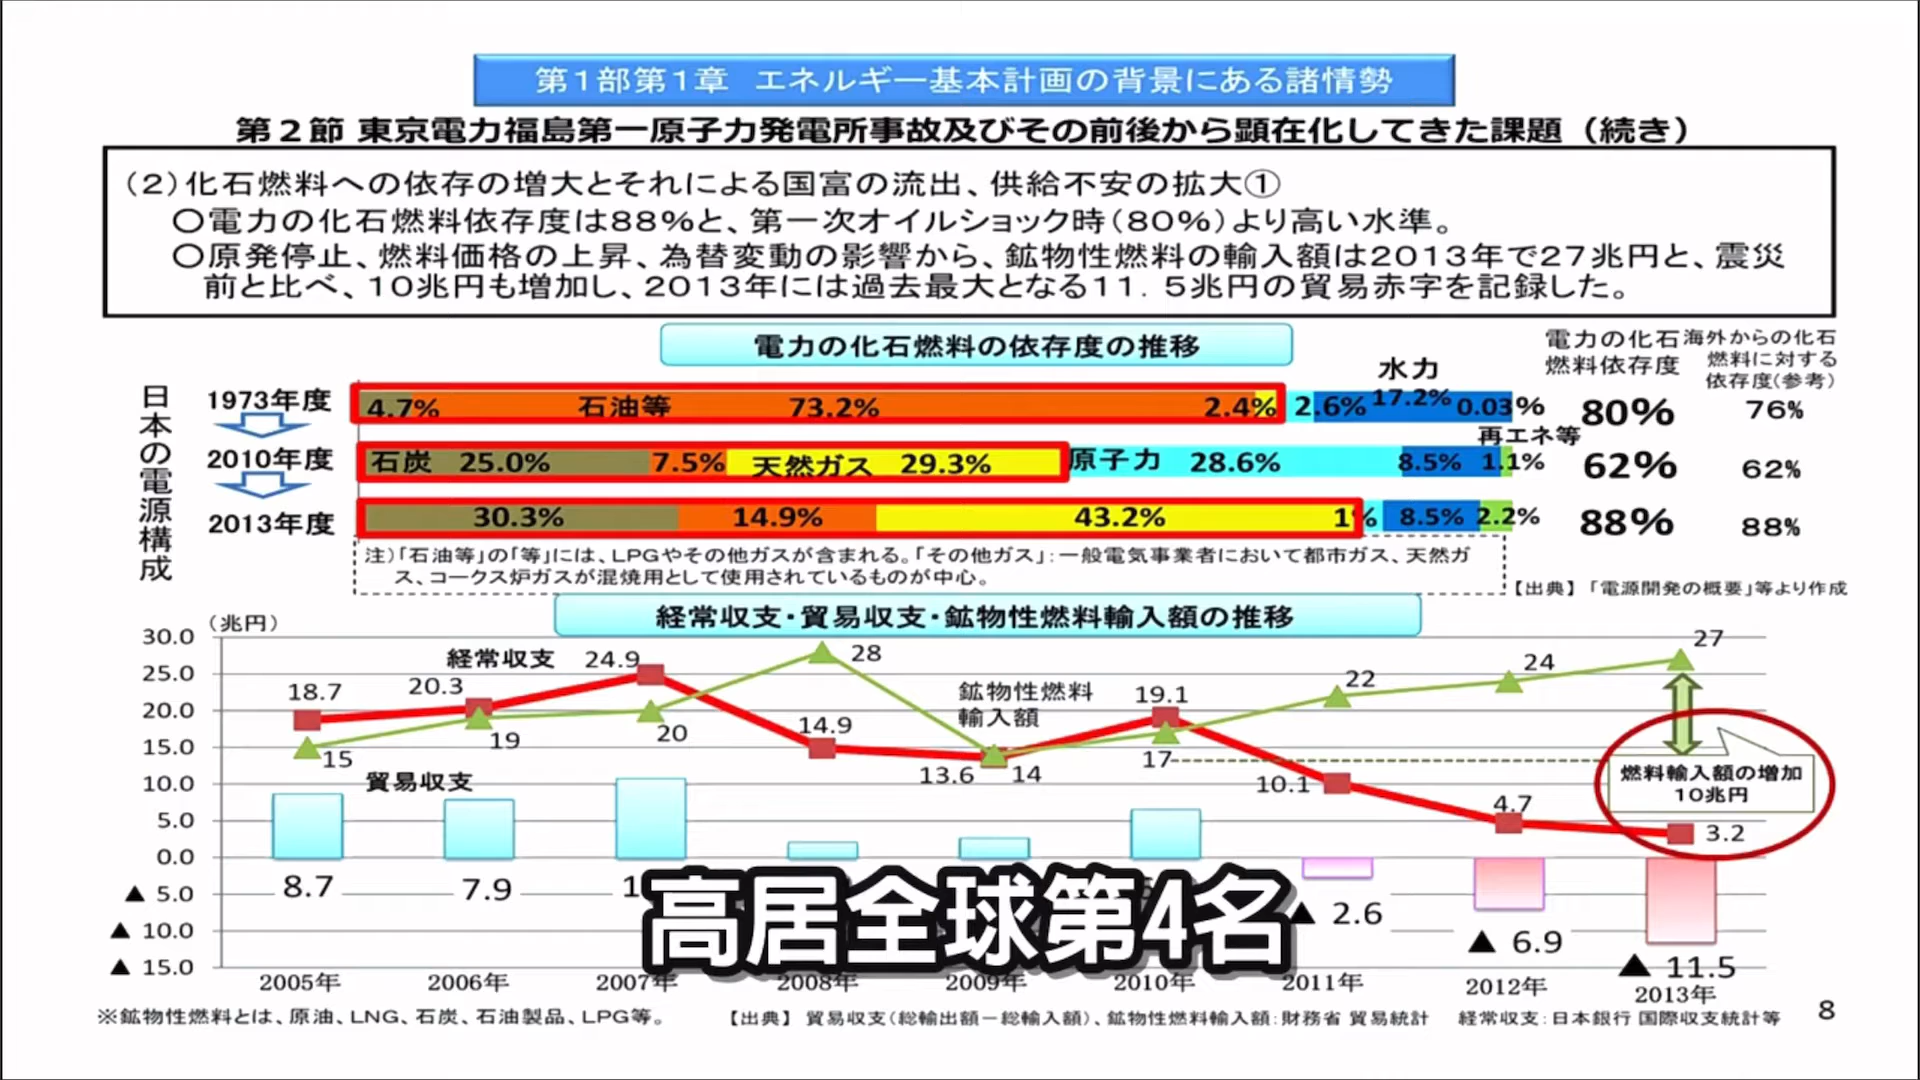 第1部第1章 エネルギー基本計画の背景にある諸情勢
第2節 東京電力福島第一原子力発電所事故及びその前後から顕在化してきた課題（続き）
（2）化石燃料への依存の増大とそれによる国富の流出、供給不安の拡大①
○電力の化石燃料依存度は88%と、第一次オイルショック時（80%）より高い水準。
○原発停止、燃料価格の上昇、為替変動の影響から、鉱物性燃料の輸入額は2013年で27兆円と、震災
前と比べ、10兆円も増加し、2013年には過去最大となる11．5兆円の貿易赤字を記録した。
電力の化石燃料の依存度の推移
電力の化石
燃料依存度
海外からの化石
燃料に対する
依存度(参考)
日本の電源構成
水力
1973年度 4.7% 石油等 73.2% 2.4% 2.6% 17.2% 0.03% 80% 76%
再エネ等
2010年度 石炭 25.0% 7.5% 天然ガス 29.3% 原子力 28.6% 8.5% 1.1% 62% 62%
2013年度 30.3% 14.9% 43.2% 1% 8.5% 2.2% 88% 88%
注）「石油等」の「等」には、LPGやその他ガスが含まれる。「その他ガス」：一般電気事業者において都市ガス、天然ガ
ス、コークス炉ガスが混焼用として使用されているものが中心。
【出典】「電源開発の概要」等より作成
経常収支・貿易収支・鉱物性燃料輸入額の推移
（兆円）
30.0
25.0
20.0
15.0
10.0
5.0
0.0
▲ 5.0
▲ 10.0
▲ 15.0
経常収支
18.7 20.3 24.9 14.9 13.6 19.1 10.1 4.7 3.2
鉱物性燃料
輸入額
15 19 20 28 14 17 22 24 27
燃料輸入額の増加
10兆円
貿易収支
8.7 7.9 ▲ 2.6 ▲ 6.9 ▲ 11.5
高居全球第4名
2005年 2006年 2007年 2008年 2009年 2010年 2011年 2012年 2013年
※鉱物性燃料とは、原油、LNG、石炭、石油製品、LPG等。
【出典】 貿易収支（総輸出額－総輸入額）、鉱物性燃料輸入額：財務省 貿易統計 経常収支：日本銀行 国際収支統計等
8